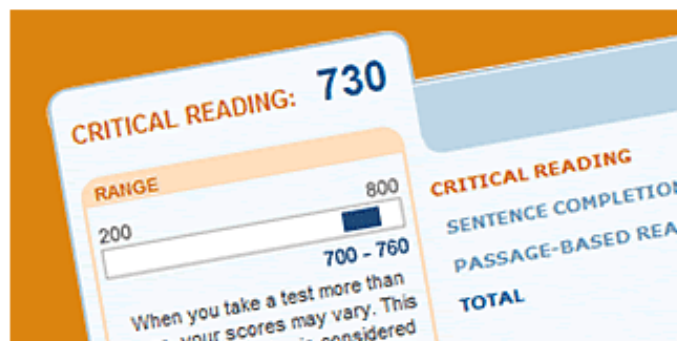 CRITICAL READING: 730
RANGE
200 800
700 - 760
When you take a test more than
your scores may vary. This
considered
CRITICAL READING
SENTENCE COMPLETION
PASSAGE-BASED REA
TOTAL